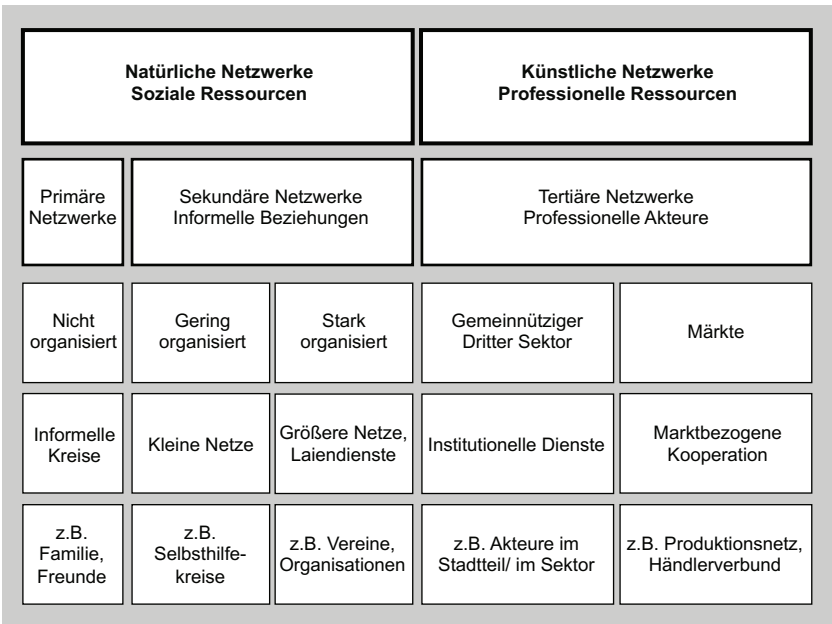 Natürliche Netzwerke
Soziale Ressourcen
Künstliche Netzwerke
Professionelle Ressourcen
Primäre
Netzwerke
Sekundäre Netzwerke
Informelle Beziehungen
Tertiäre Netzwerke
Professionelle Akteure
Nicht
organisiert
Gering
organisiert
Stark
organisiert
Gemeinnütziger
Dritter Sektor
Märkte
Informelle
Kreise
Kleine Netze
Größere Netze,
Laiendienste
Institutionelle Dienste
Marktbezogene
Kooperation
z.B.
Familie,
Freunde
z.B.
Selbsthilfe-
kreise
z.B. Vereine,
Organisationen
z.B. Akteure im
Stadtteil/ im Sektor
z.B. Produktionsnetz,
Händlerverbund